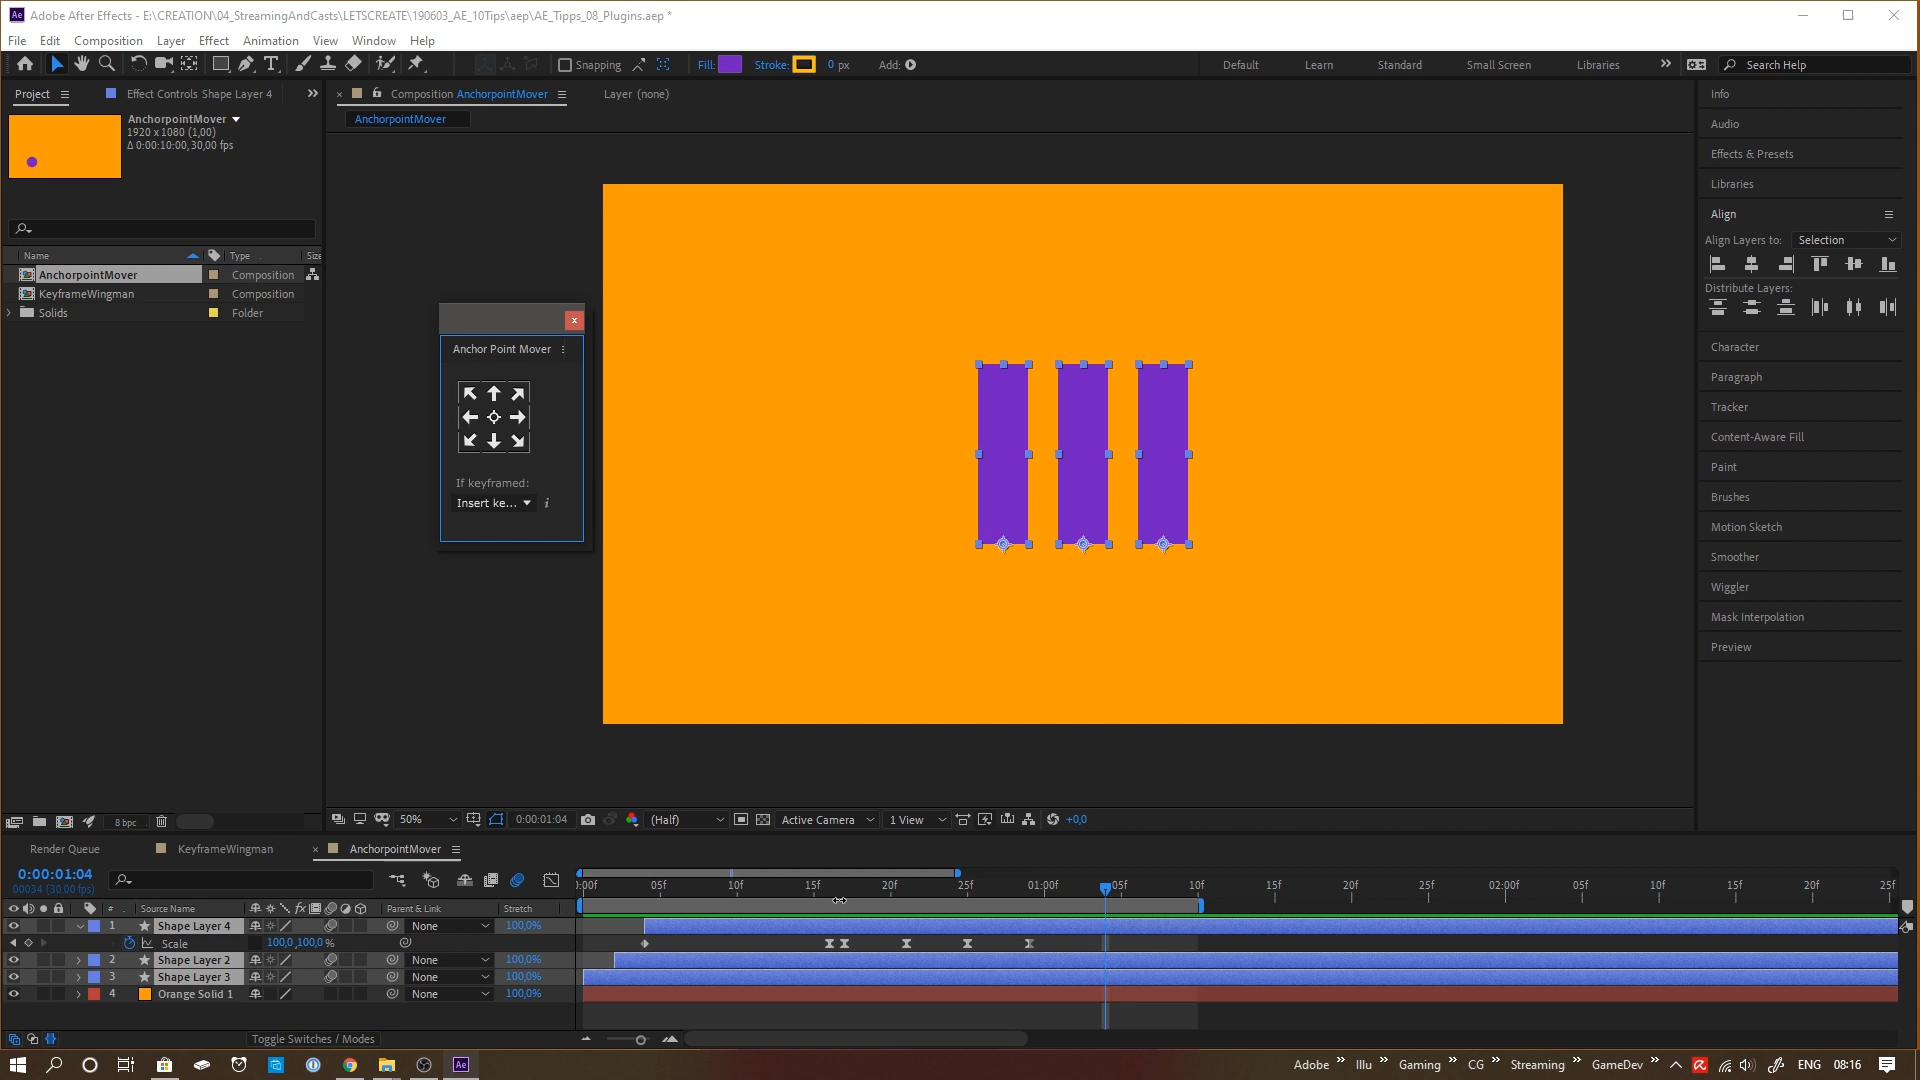 Adobe After Effects - E:\CREATION\04_StreamingAndCasts\LETSCREATE\190603_AE_10Tips\aep\AE_Tipps_08_Plugins.aep *
File Edit Composition Layer Effect Animation View Window Help
Snapping Fill: Stroke: 0 px Add: Default Learn Standard Small Screen Libraries Search Help
Project Effect Controls Shape Layer 4 Composition AnchorpointMover Layer (none)
AnchorpointMover
AnchorpointMover
1920 x 1080 (1,00)
Δ 0:00:10:00, 30,00 fps
Name Type Size
AnchorpointMover Composition
KeyframeWingman Composition
Solids Folder
Anchor Point Mover
If keyframed:
Insert ke...
Info
Audio
Effects & Presets
Libraries
Align
Align Layers to: Selection
Distribute Layers:
Character
Paragraph
Tracker
Content-Aware Fill
Paint
Brushes
Motion Sketch
Smoother
Wiggler
Mask Interpolation
Preview
8 bpc 50% 0:00:01:04 (Half) Active Camera 1 View +0,0
Render Queue KeyframeWingman AnchorpointMover
0:00:01:04
00034 (30.00 fps)
:00f 05f 10f 15f 20f 25f 01:00f 05f 10f 15f 20f 25f 02:00f 05f 10f 15f 20f 25f
# Source Name Parent & Link Stretch
1 Shape Layer 4 None 100,0%
Scale 100,0,100,0 %
2 Shape Layer 2 None 100,0%
3 Shape Layer 3 None 100,0%
4 Orange Solid 1 None 100,0%
Toggle Switches / Modes
Adobe Illu Gaming CG Streaming GameDev ENG 08:16